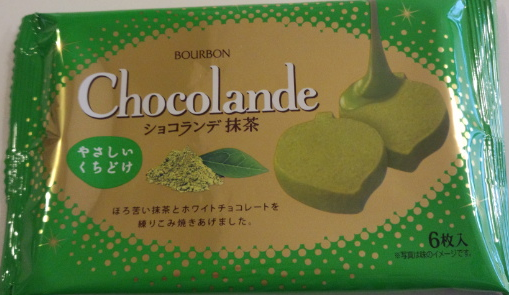 BOURBON
Chocolande
ショコランデ 抹茶
やさしい
くちどけ
ほろ苦い抹茶とホワイトチョコレートを
練りこみ焼きあげました。
6枚入
※写真は味のイメージです。